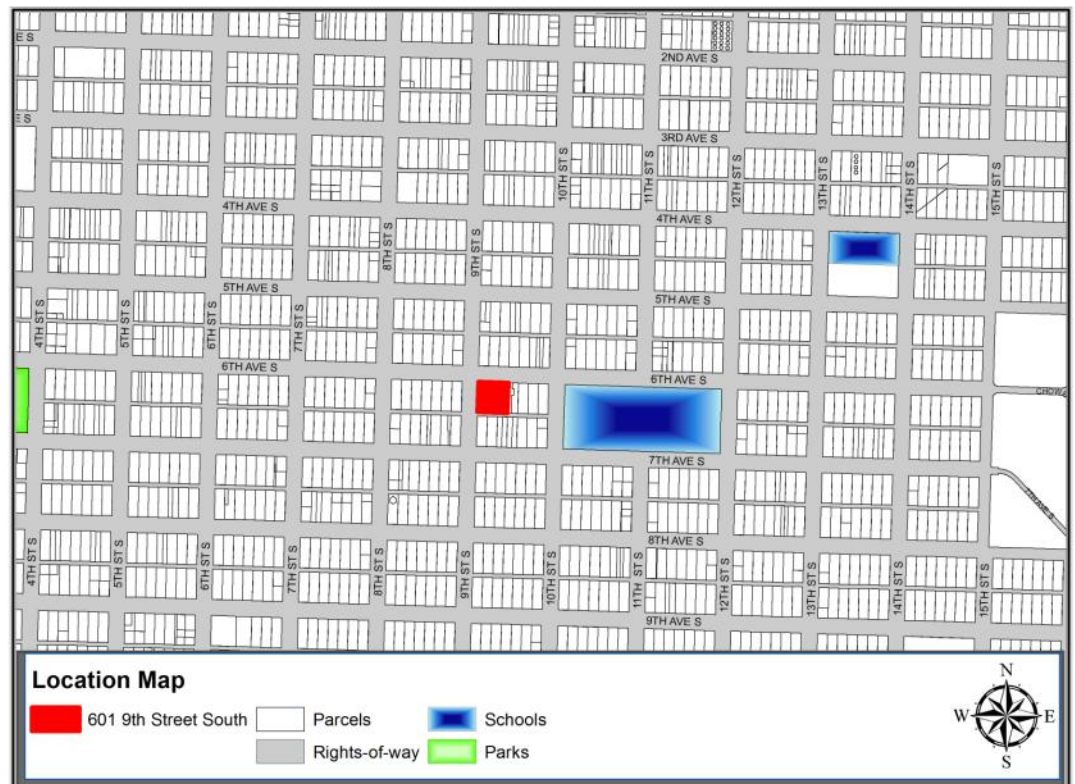 E S
2ND AVE S
E S
3RD AVE S
10TH ST S
11TH ST S
12TH ST S
13TH ST S
14TH ST S
15TH ST S
4TH AVE S
4TH AVE S
8TH ST S
9TH ST S
5TH AVE S
5TH AVE S
4TH ST S
5TH ST S
6TH ST S
7TH ST S
6TH AVE S
6TH AVE S
CHOWA
7TH AVE S
7TH AVE S
8TH AVE S
4TH ST S
5TH ST S
6TH ST S
7TH ST S
8TH ST S
9TH ST S
10TH ST S
11TH ST S
12TH ST S
13TH ST S
14TH ST S
15TH ST S
9TH AVE S
Location Map
601 9th Street South
Parcels
Schools
Rights-of-way
Parks
N
W
E
S